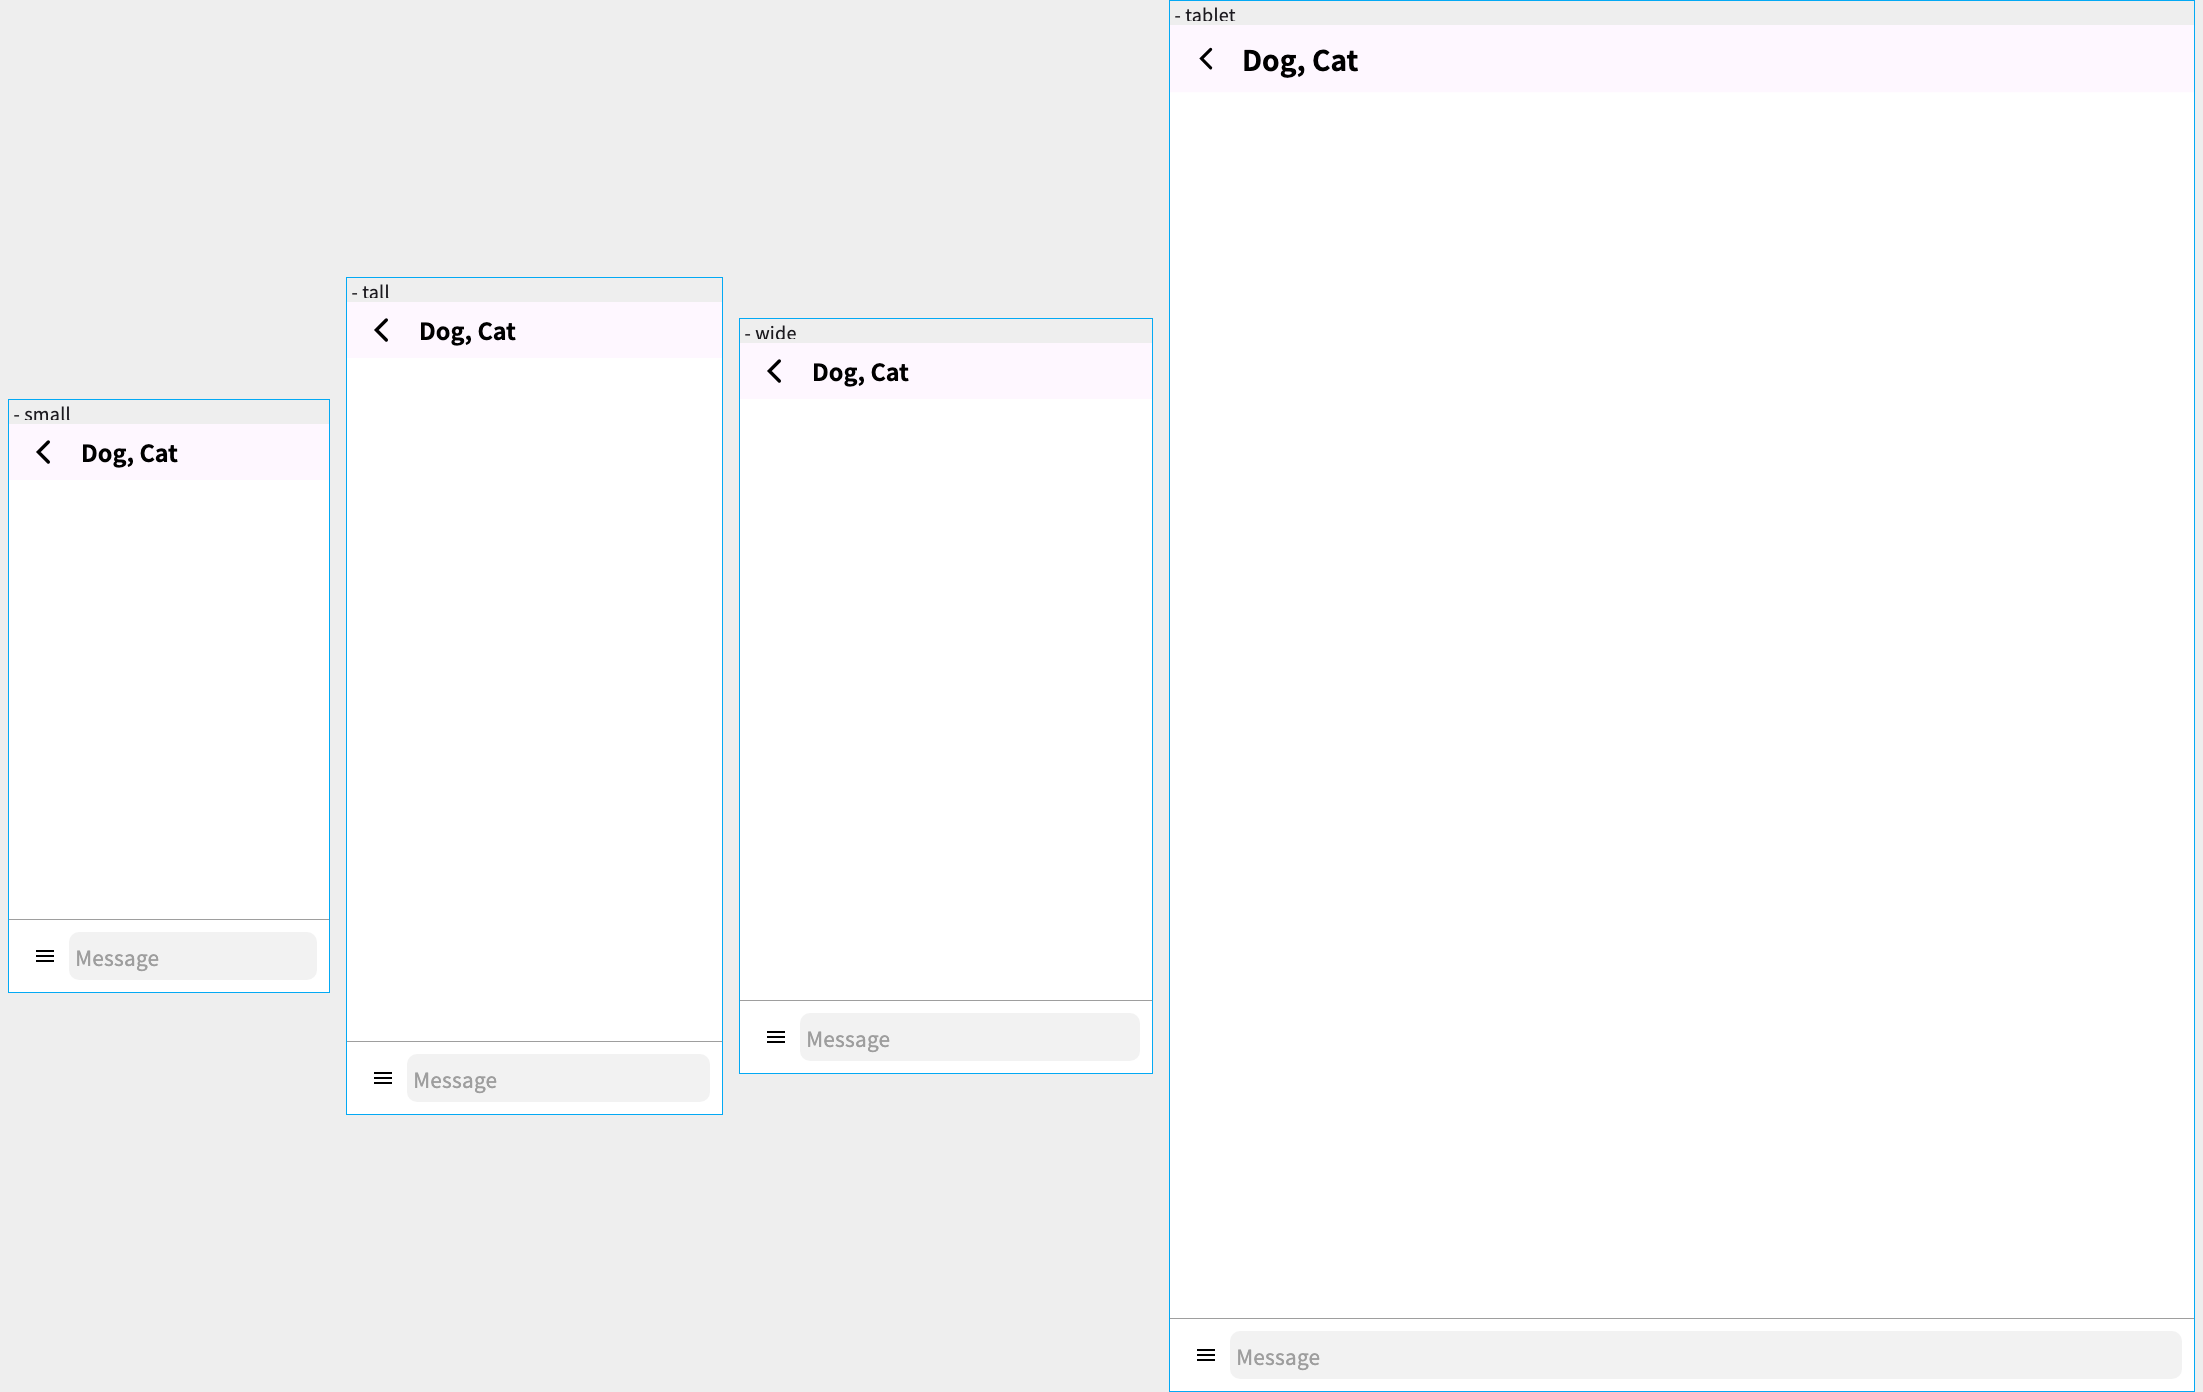 - small
Dog, Cat
Message
- tall
Dog, Cat
Message
- wide
Dog, Cat
Message
- tablet
Dog, Cat
Message